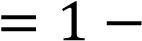 = 1 −